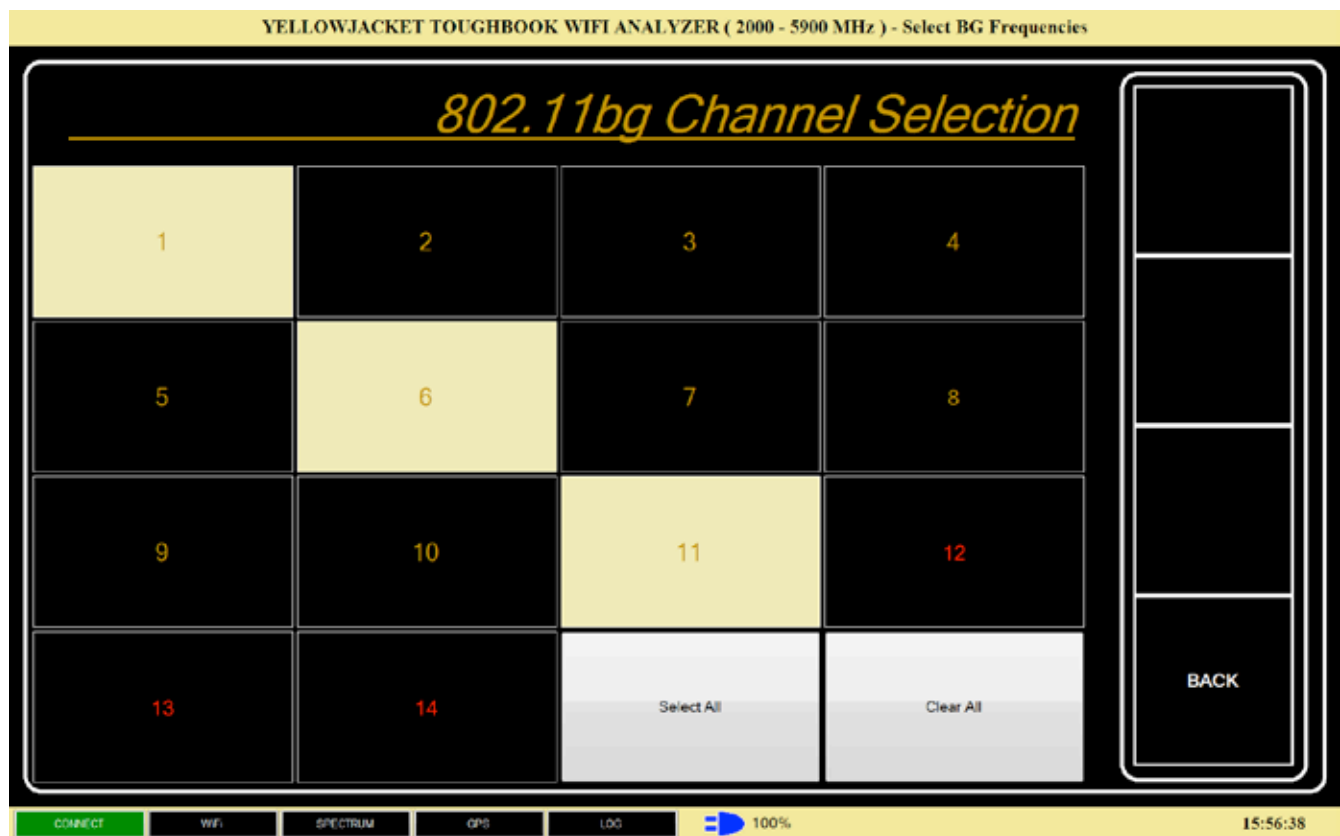 YELLOWJACKET TOUGHBOOK WIFI ANALYZER ( 2000 - 5900 MHz ) - Select BG Frequencies
802.11bg Channel Selection
1 2 3 4
5 6 7 8
9 10 11 12
13 14 Select All Clear All
BACK
CONNECT WiFi SPECTRUM GPS LOG 100% 15:56:38